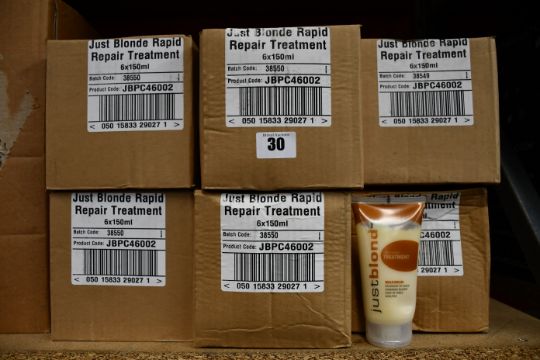 Just Blonde Rapid
Repair Treatment
6x150ml
Batch Code: 38550
Product Code: JBPC46002
< 050 15833 29027 1 >
Just Blonde Rapid
Repair Treatment
6x150ml
Batch Code: 38550
Product Code: JBPC46002
< 050 15833 29027 1 >
30
Just Blonde Rapid
Repair Treatment
6x150ml
Batch Code: 38549
Product Code: JBPC46002
< 050 15833 29027 1 >
Just Blonde Rapid
Repair Treatment
6x150ml
Batch Code: 38550
Product Code: JBPC46002
< 050 15833 29027 1 >
Just Blonde Rapid
Repair Treatment
6x150ml
Batch Code: 38550
Product Code: JBPC46002
< 050 15833 29027 1 >
29027 1 >
justblonde
TREATMENT